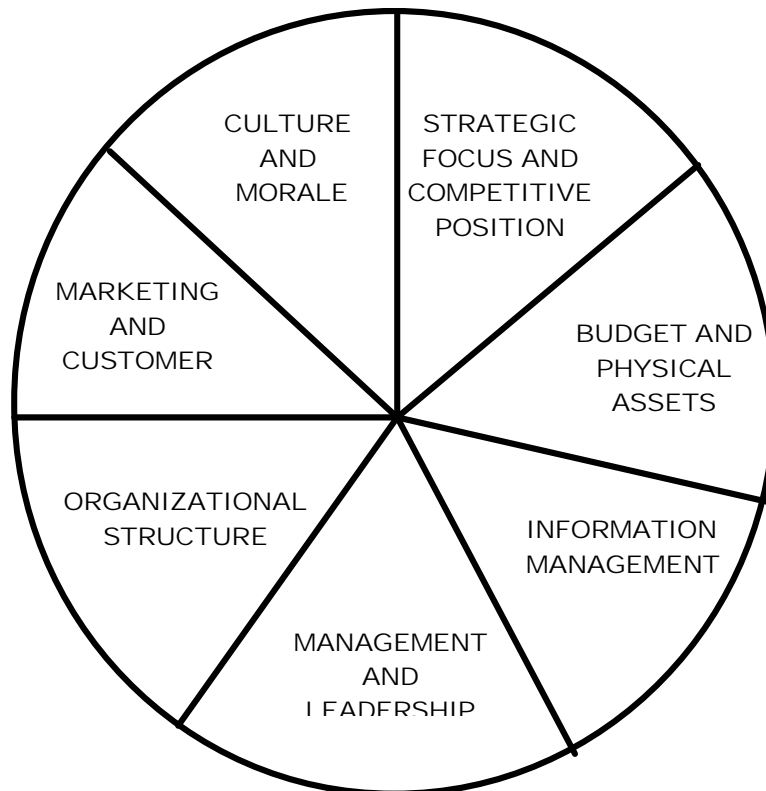 CULTURE
AND
MORALE
STRATEGIC
FOCUS AND
COMPETITIVE
POSITION
BUDGET AND
PHYSICAL
ASSETS
INFORMATION
MANAGEMENT
MANAGEMENT
AND
LEADERSHIP
ORGANIZATIONAL
STRUCTURE
MARKETING
AND
CUSTOMER